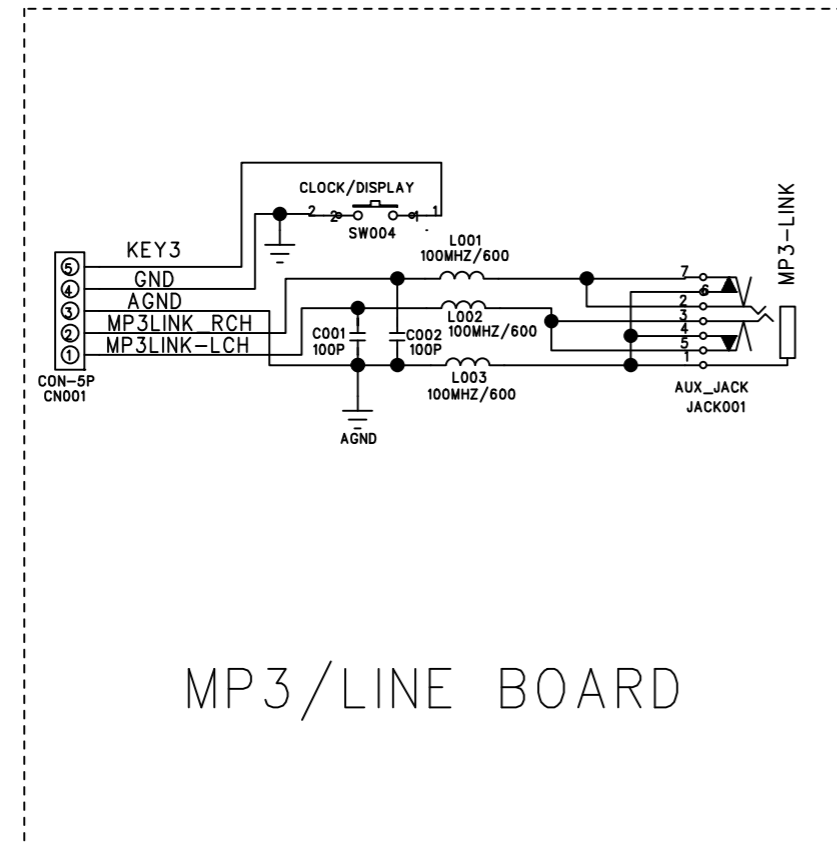 CLOCK/DISPLAY
2 2 1 1
SW004
MP3-LINK
KEY3
GND
AGND
MP3LINK_RCH
MP3LINK-LCH
5
4
3
2
1
CON-5P
CN001
L001
100MHZ/600
L002
100MHZ/600
L003
100MHZ/600
C001
100P
C002
100P
AGND
7
6
2
3
4
5
1
AUX_JACK
JACK001
MP3/LINE BOARD